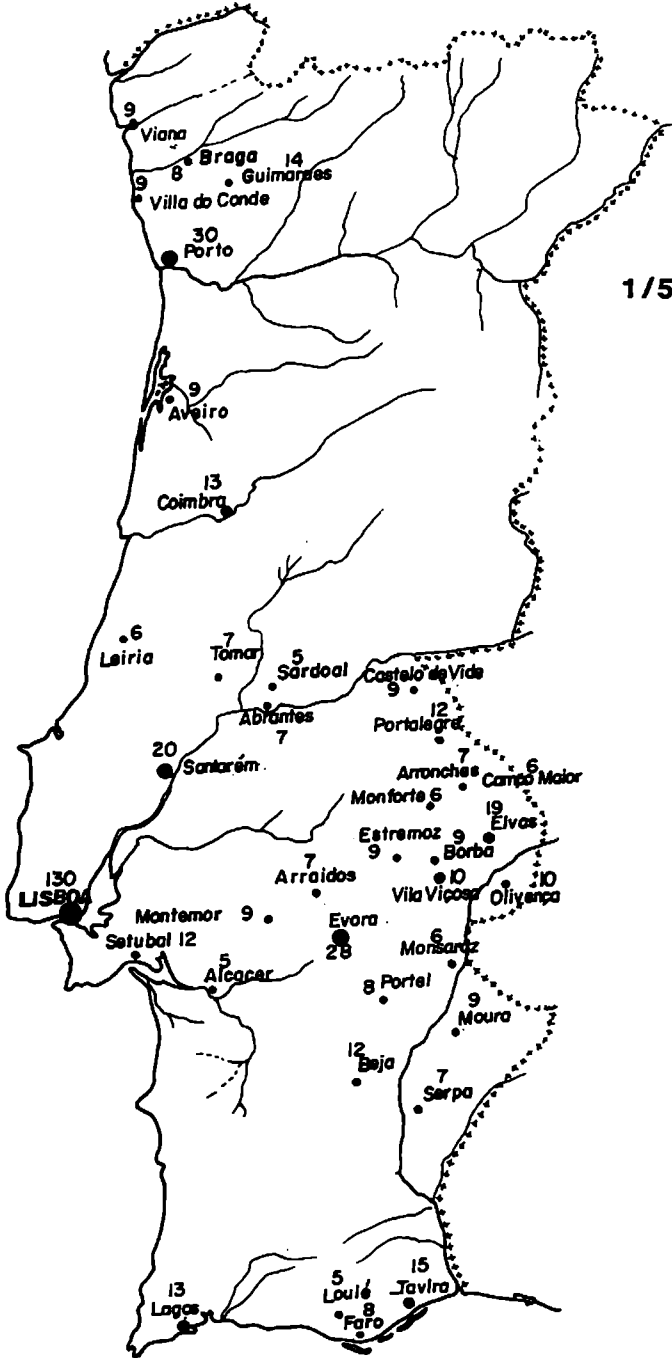 9
Viana
Braga
8
14
Guimarães
9
Villa do Conde
30
Porto
1/5
9
Aveiro
13
Coimbra
6
Leiria
7
Tomar
5
Sardoal
Castelo de Vide
9
Abrantes
7
12
Portalegre
20
Santarém
7
Arronches
6
Campo Maior
Monforte 6
19
Elvas
Estremoz
9
9
Borba
7
Arraidos
10
Vila Viçosa
10
Olivença
130
LISBOA
Montemor
9
Evora
28
Setubal 12
6
Monsaraz
5
Alcacer
8 Portel
9
Moura
12
Beja
7
Serpa
13
Lagos
5
Loulé
8
Faro
15
Tavira